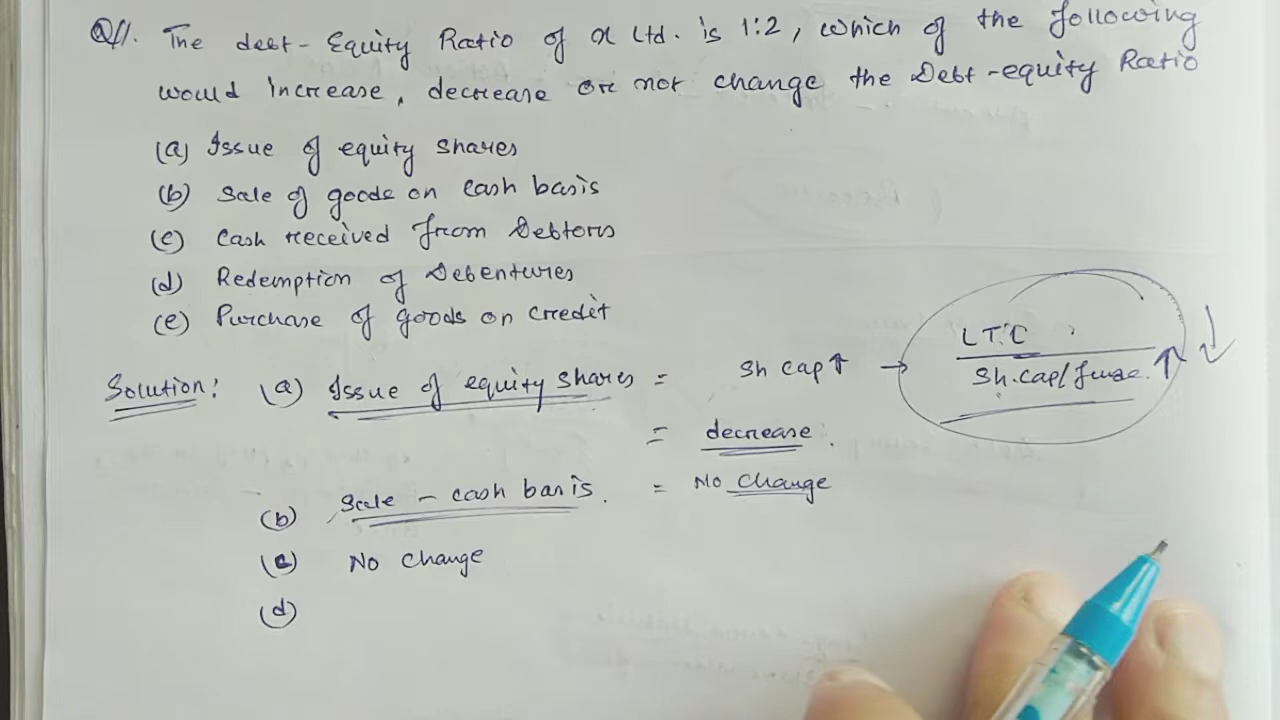 Q11. The debt-Equity Ratio of X Ltd. is 1:2, which of the following
would increase, decrease or not change the Debt-equity Ratio
(a) Issue of equity shares
(b) Sale of goods on cash basis
(c) Cash received from Debtors
(d) Redemption of Debentures
(e) Purchase of goods on credit
Solution: (a) Issue of equity shares = Sh cap ↑ →
LTC
Sh. cap/ ↑ ↓
= decrease.
(b) Sale - cash basis. = No change
(c) No change
(d)